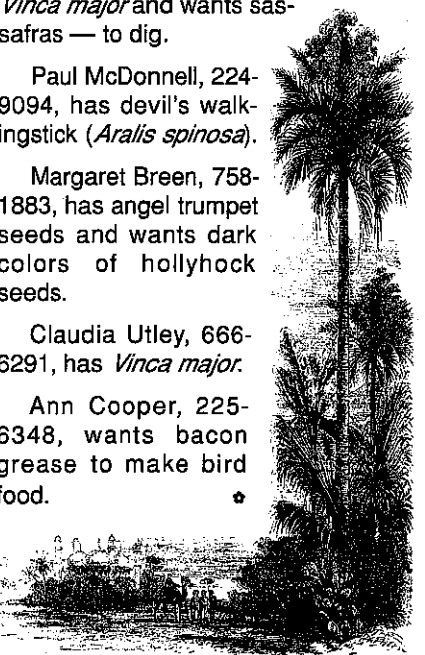 Vinca major and wants sas-
safras — to dig.
Paul McDonnell, 224-
9094, has devil's walk-
ingstick (Aralis spinosa).
Margaret Breen, 758-
1883, has angel trumpet
seeds and wants dark
colors of hollyhock
seeds.
Claudia Utley, 666-
6291, has Vinca major.
Ann Cooper, 225-
6348, wants bacon
grease to make bird
food.